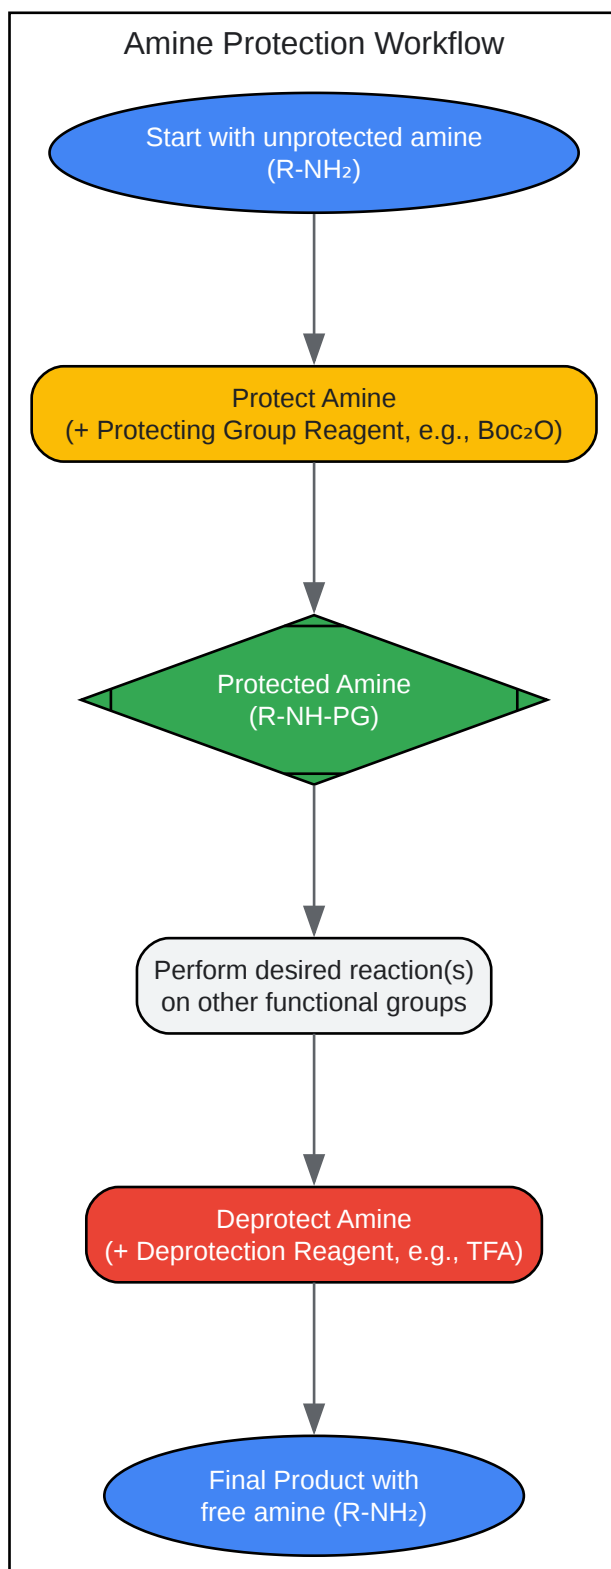 Amine Protection Workflow
Start with unprotected amine
(R-NH₂)
Protect Amine
(+ Protecting Group Reagent, e.g., Boc₂O)
Protected Amine
(R-NH-PG)
Perform desired reaction(s)
on other functional groups
Deprotect Amine
(+ Deprotection Reagent, e.g., TFA)
Final Product with
free amine (R-NH₂)